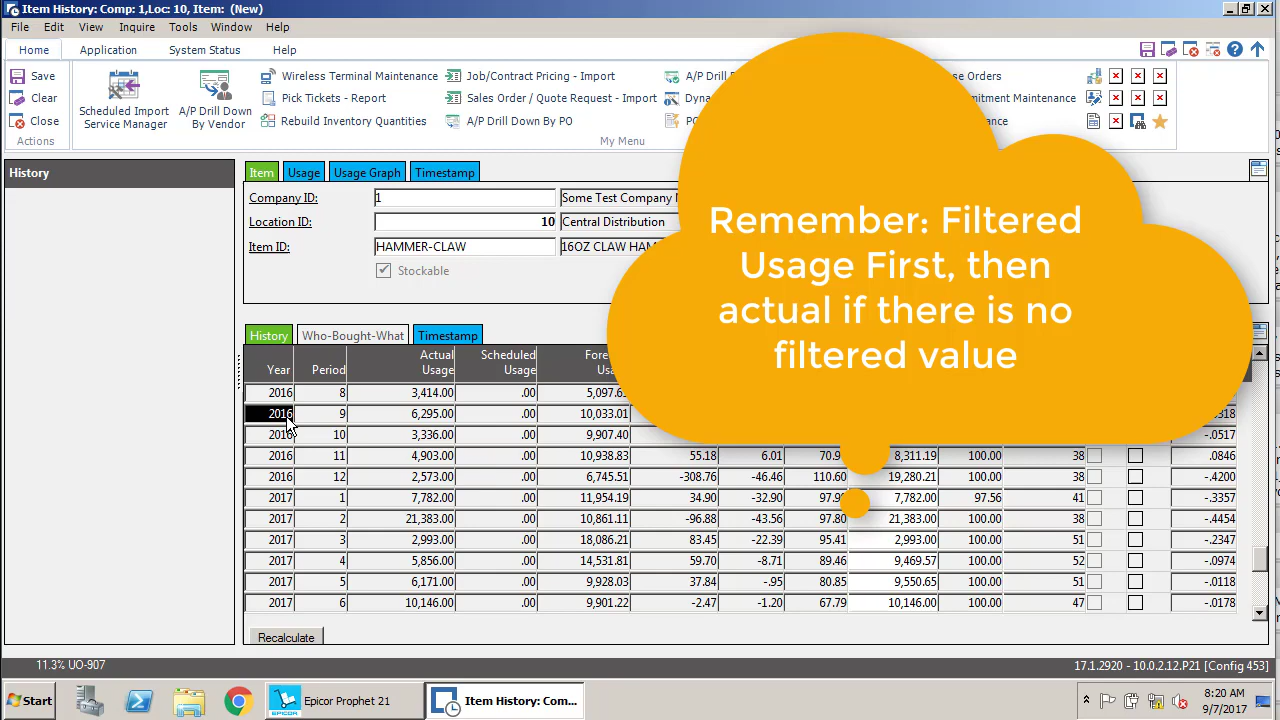 Item History: Comp: 1,Loc: 10, Item: (New)
File Edit View Inquire Tools Window Help
Home Application System Status Help
Save
Clear
Close
Actions
Scheduled Import
Service Manager
A/P Drill Down
By Vendor
Wireless Terminal Maintenance
Pick Tickets - Report
Rebuild Inventory Quantities
Job/Contract Pricing - Import
Sales Order / Quote Request - Import
A/P Drill Down By PO
My Menu
History
Item Usage Usage Graph Timestamp
Company ID: 1 Some Test Company
Location ID: 10 Central Distribution
Item ID: HAMMER-CLAW 16OZ CLAW
Stockable
Remember: Filtered
Usage First, then
actual if there is no
filtered value
History Who-Bought-What Timestamp
Year Period Actual Usage Scheduled Usage
2016 8 3,414.00 .00
2016 9 6,295.00 .00 10,033.01
2016 10 3,336.00 .00 9,907.40 -.0517
2016 11 4,903.00 .00 10,938.83 55.18 6.01 8,311.19 100.00 38 .0846
2016 12 2,573.00 .00 6,745.51 -308.76 -46.46 110.60 19,280.21 100.00 38 -.4200
2017 1 7,782.00 .00 11,954.19 34.90 -32.90 7,782.00 97.56 41 -.3357
2017 2 21,383.00 .00 10,861.11 -96.88 -43.56 97.80 21,383.00 100.00 38 -.4454
2017 3 2,993.00 .00 18,086.21 83.45 -22.39 95.41 2,993.00 100.00 38 -.2347
2017 4 5,856.00 .00 14,531.81 59.70 -8.71 89.46 9,469.57 100.00 52 -.0974
2017 5 6,171.00 .00 9,928.03 37.84 -.95 80.85 9,550.65 100.00 51 -.0118
2017 6 10,146.00 .00 9,901.22 -2.47 -1.20 67.79 10,146.00 100.00 47 -.0178
Recalculate
11.3% UO-907 17.1.2920 - 10.0.2.12.P21 [Config 453]
Start Epicor Prophet 21 Item History: Com...
EPICOR
8:20 AM
9/7/2017